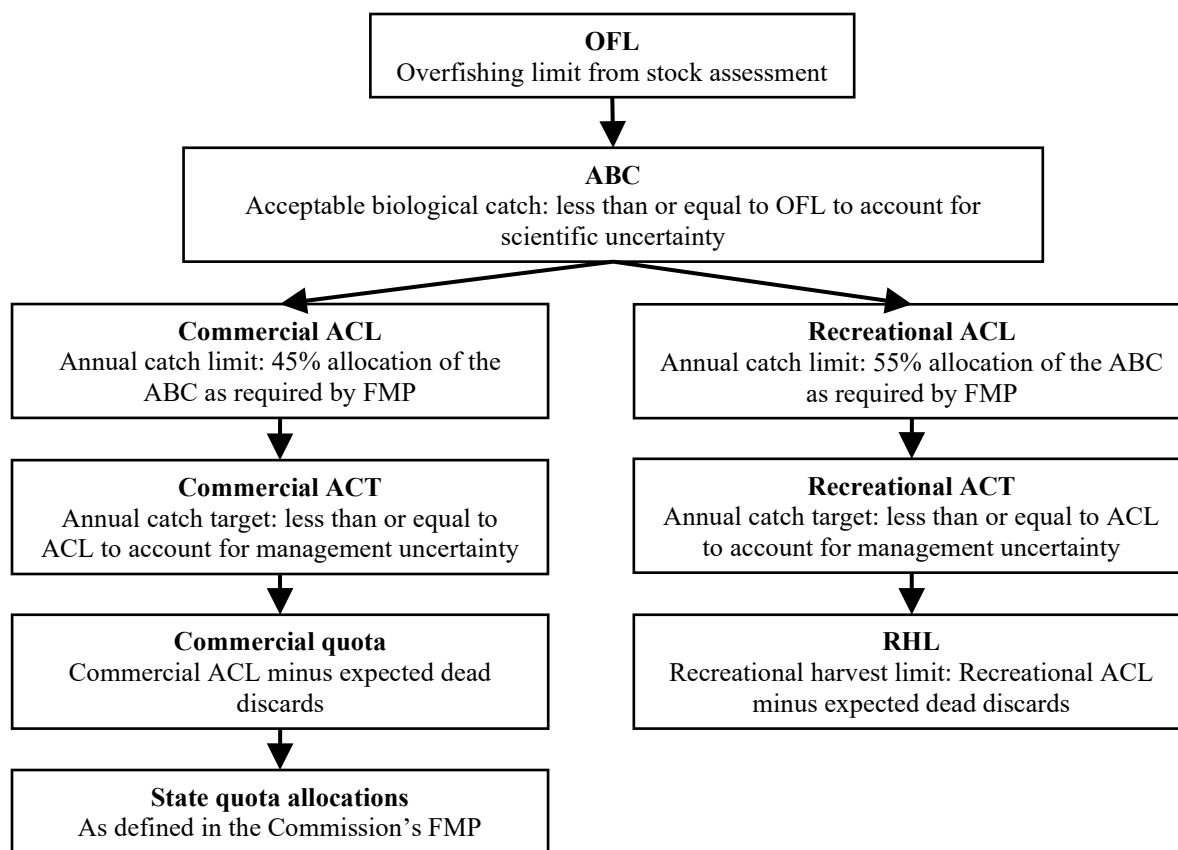 OFL
Overfishing limit from stock assessment
ABC
Acceptable biological catch: less than or equal to OFL to account for
scientific uncertainty
Commercial ACL
Annual catch limit: 45% allocation of the
ABC as required by FMP
Recreational ACL
Annual catch limit: 55% allocation of the ABC
as required by FMP
Commercial ACT
Annual catch target: less than or equal to
ACL to account for management uncertainty
Recreational ACT
Annual catch target: less than or equal to ACL
to account for management uncertainty
Commercial quota
Commercial ACL minus expected dead
discards
RHL
Recreational harvest limit: Recreational ACL
minus expected dead discards
State quota allocations
As defined in the Commission’s FMP